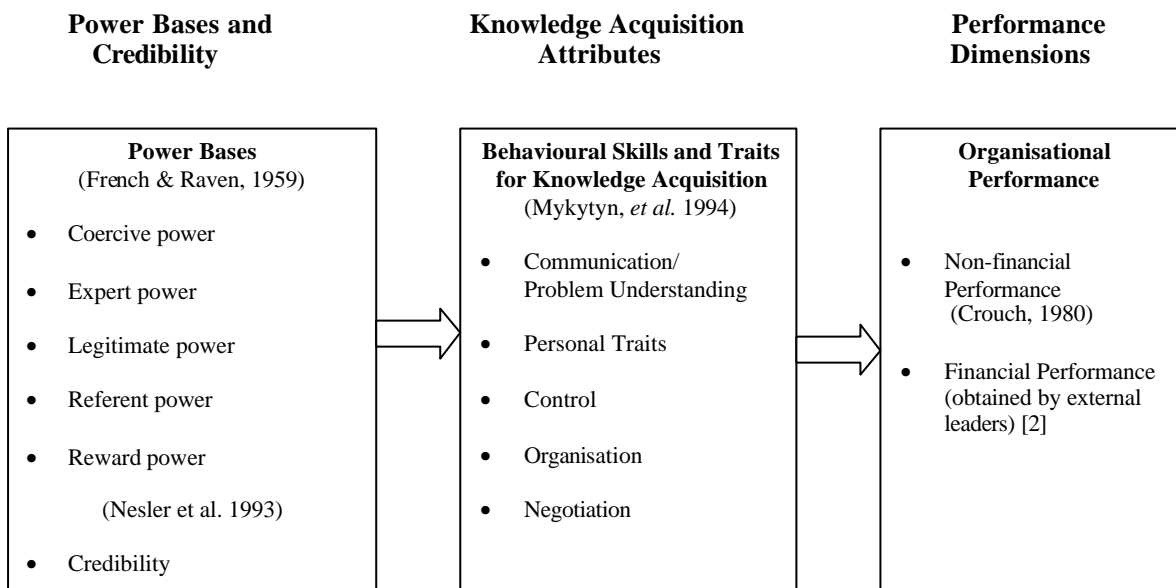 Power Bases and
Credibility
Knowledge Acquisition
Attributes
Performance
Dimensions
Power Bases
(French & Raven, 1959)
• Coercive power
• Expert power
• Legitimate power
• Referent power
• Reward power
(Nesler et al. 1993)
• Credibility
Behavioural Skills and Traits
for Knowledge Acquisition
(Mykytyn, et al. 1994)
• Communication/
Problem Understanding
• Personal Traits
• Control
• Organisation
• Negotiation
Organisational
Performance
• Non-financial
Performance
(Crouch, 1980)
• Financial Performance
(obtained by external
leaders) [2]